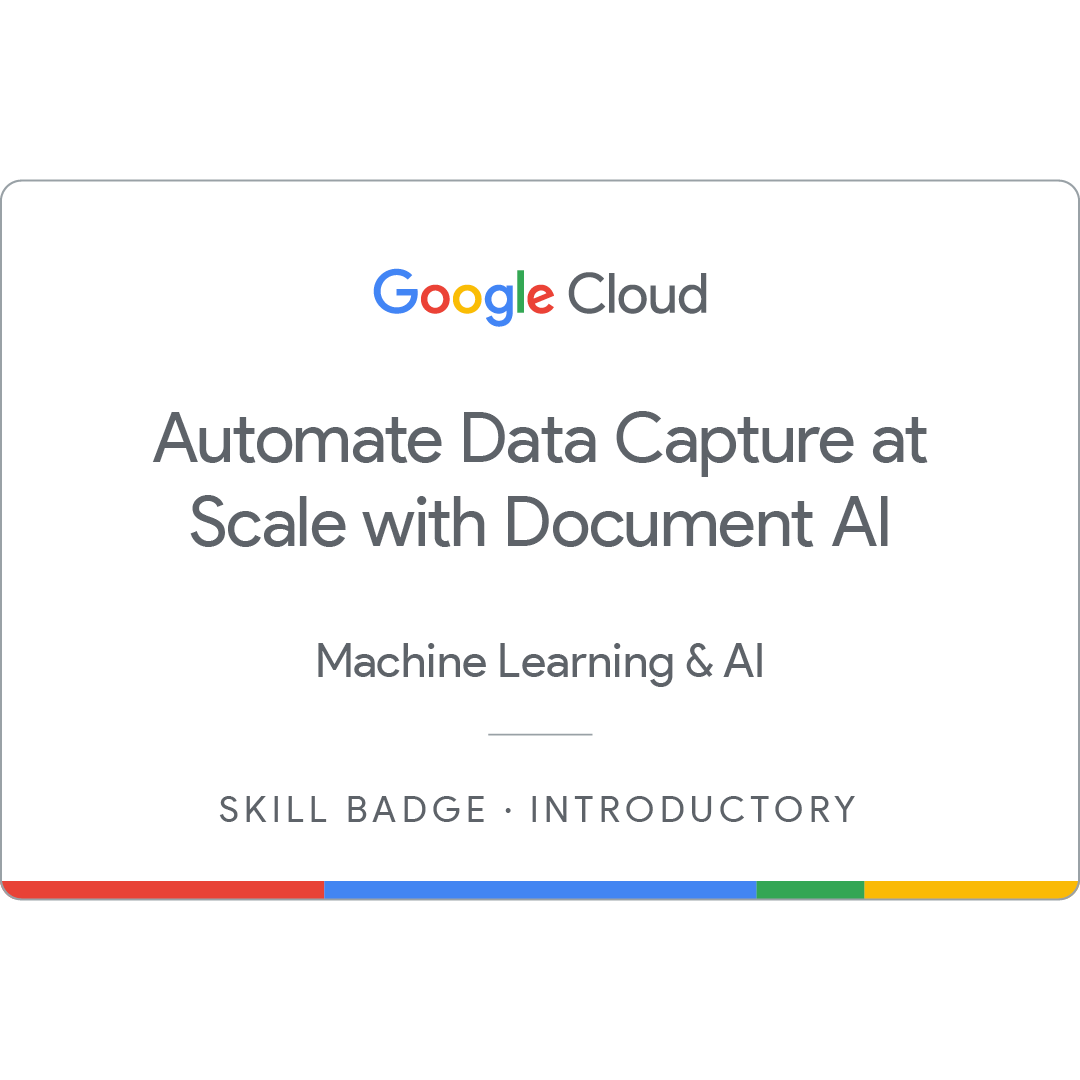 Google Cloud
Automate Data Capture at
Scale with Document AI
Machine Learning & AI
SKILL BADGE · INTRODUCTORY